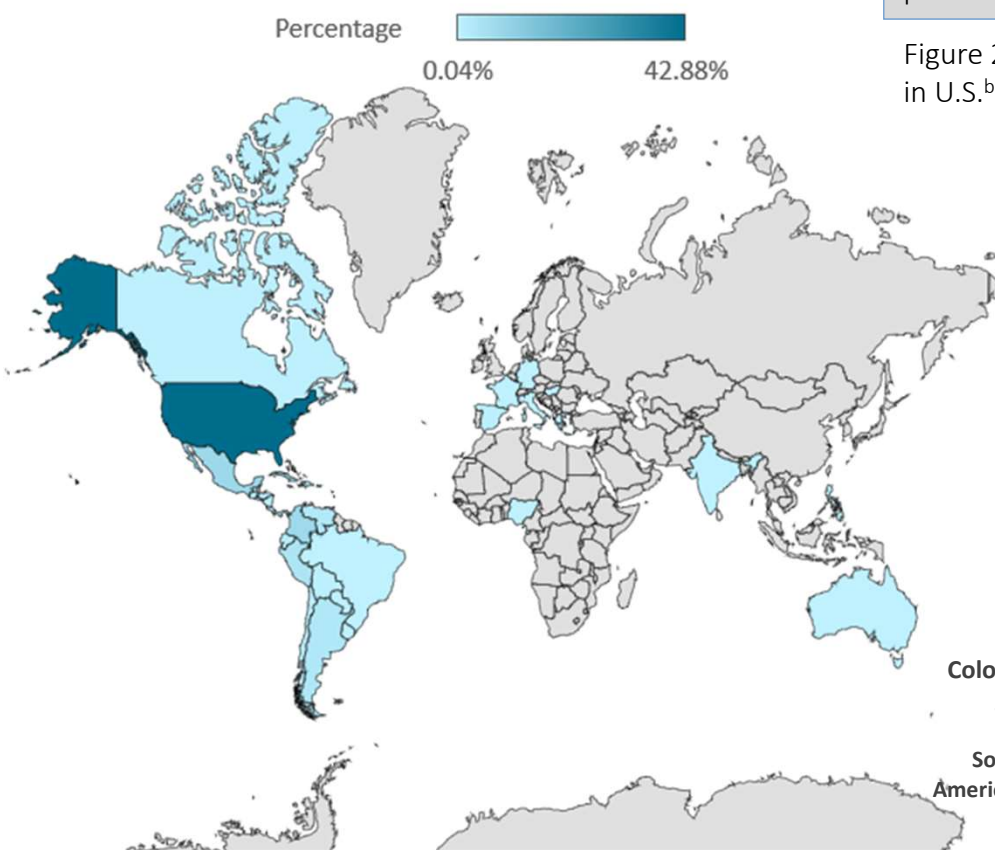 Percentage
0.04%
42.88%
Figure 2
in U.S.b
Colo
So
Americ